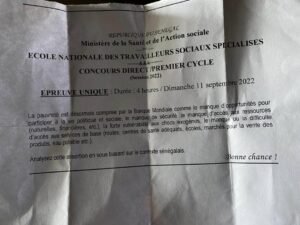 REPUBLIQUE DU SENEGAL
Ministère de la Santé et de l'Action sociale
ECOLE NATIONALE DES TRAVAILLEURS SOCIAUX SPECIALISES
CONCOURS DIRECT/PREMIER CYCLE
(Session 2022)
EPREUVE UNIQUE : Durée : 4 heures / Dimanche 11 septembre 2022
La pauvreté est désormais comprise par la Banque Mondiale comme le manque d'opportunités pour
participer à la vie politique et sociale, le manque de sécurité, le manque d'accès aux ressources
(naturelles, financières, etc.), la forte vulnérabilité aux chocs exogènes, le manque ou la difficulté
d'accès aux services de base (routes, centres de santé adéquats, écoles, marchés pour la vente des
produits, eau potable etc.).
Analysez cette assertion en vous basant sur le contexte sénégalais.
Bonne chance !